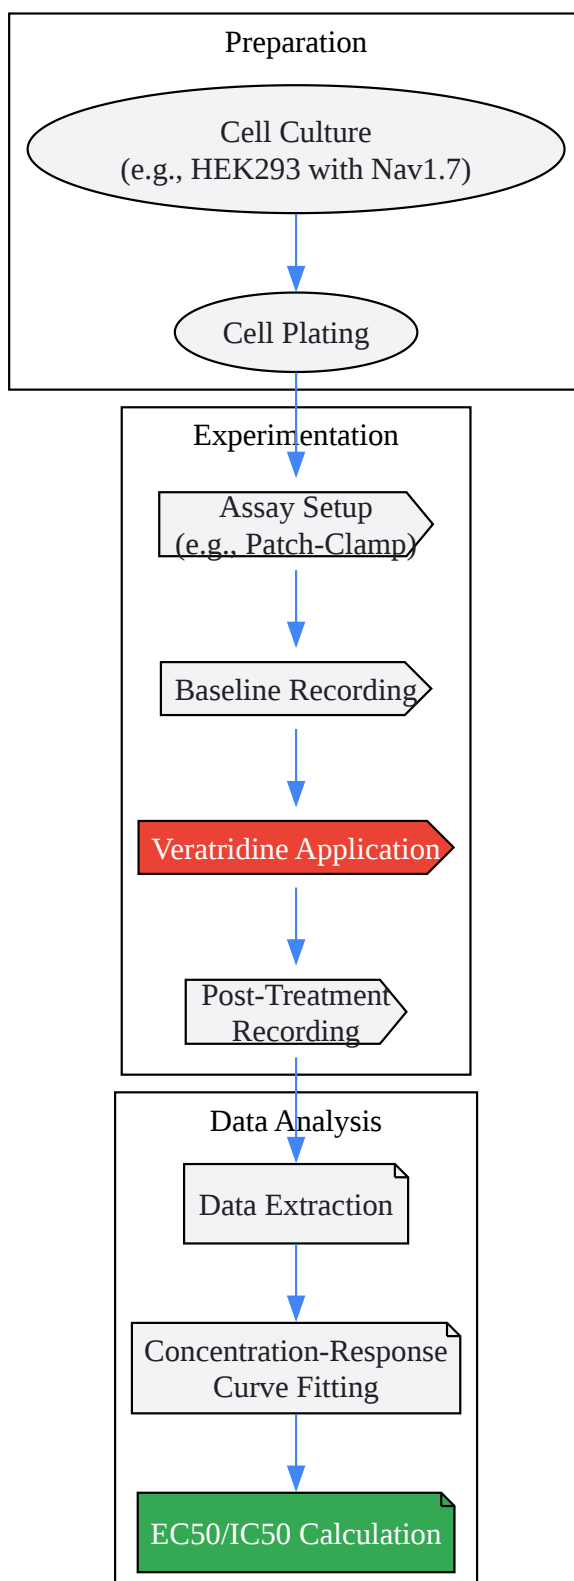 Preparation
Cell Culture
(e.g., HEK293 with Nav1.7)
Cell Plating
Experimentation
Assay Setup
(e.g., Patch-Clamp)
Baseline Recording
Veratridine Application
Post-Treatment
Recording
Data Analysis
Data Extraction
Concentration-Response
Curve Fitting
EC50/IC50 Calculation